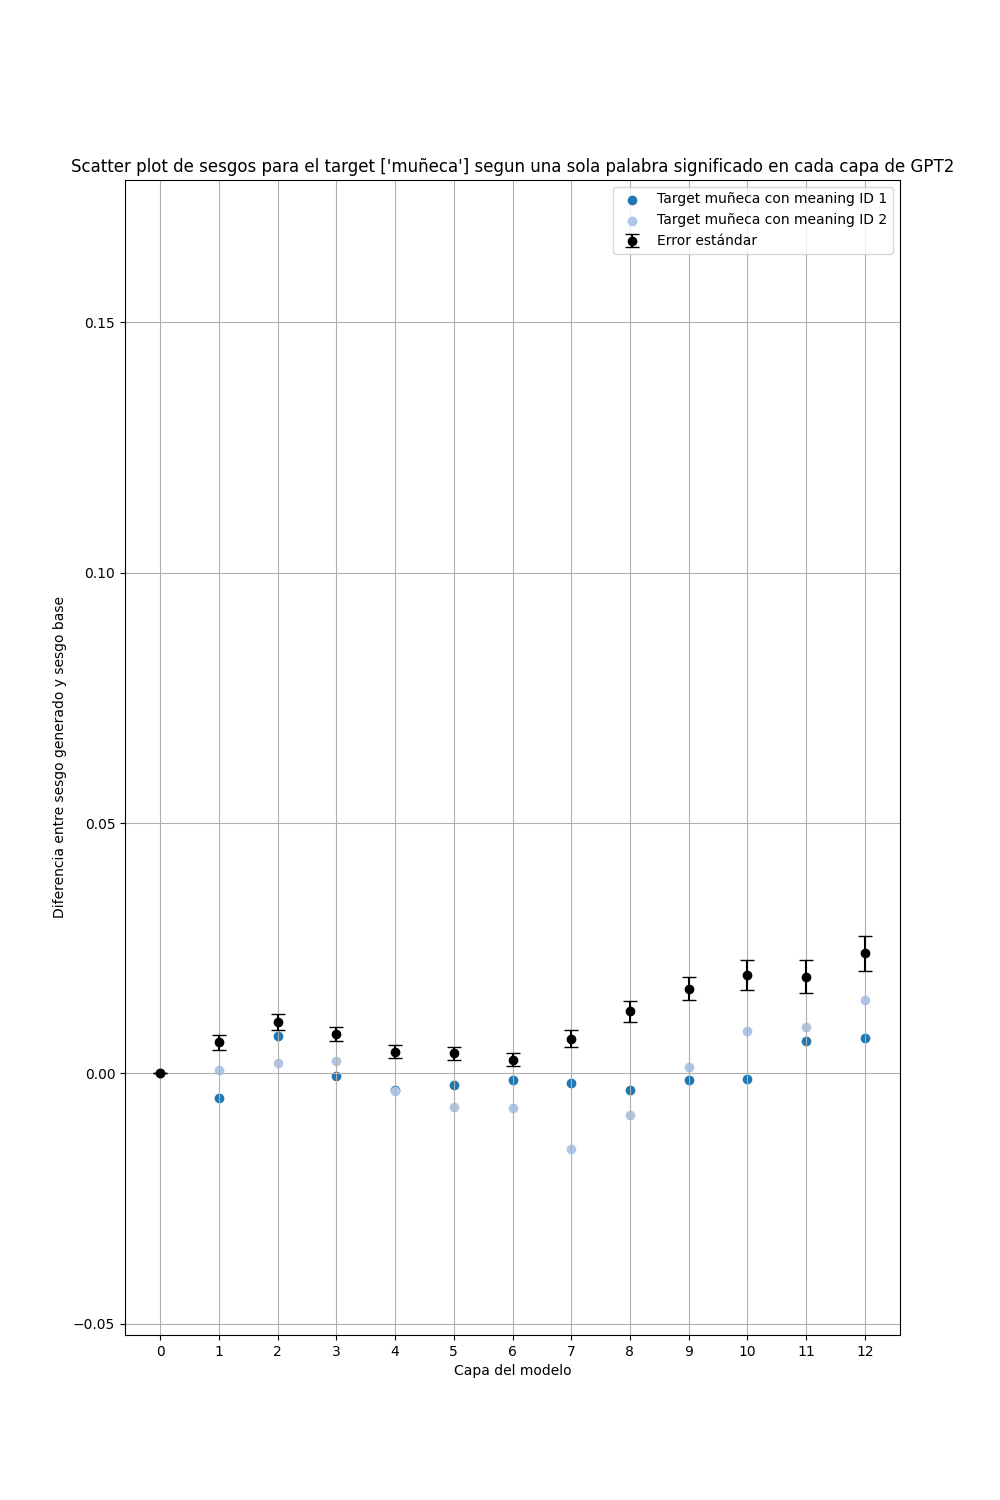 Scatter plot de sesgos para el target ['muñeca'] segun una sola palabra significado en cada capa de GPT2
Target muñeca con meaning ID 1
Target muñeca con meaning ID 2
Error estándar
Diferencia entre sesgo generado y sesgo base
0.15
0.10
0.05
0.00
−0.05
0 1 2 3 4 5 6 7 8 9 10 11 12
Capa del modelo